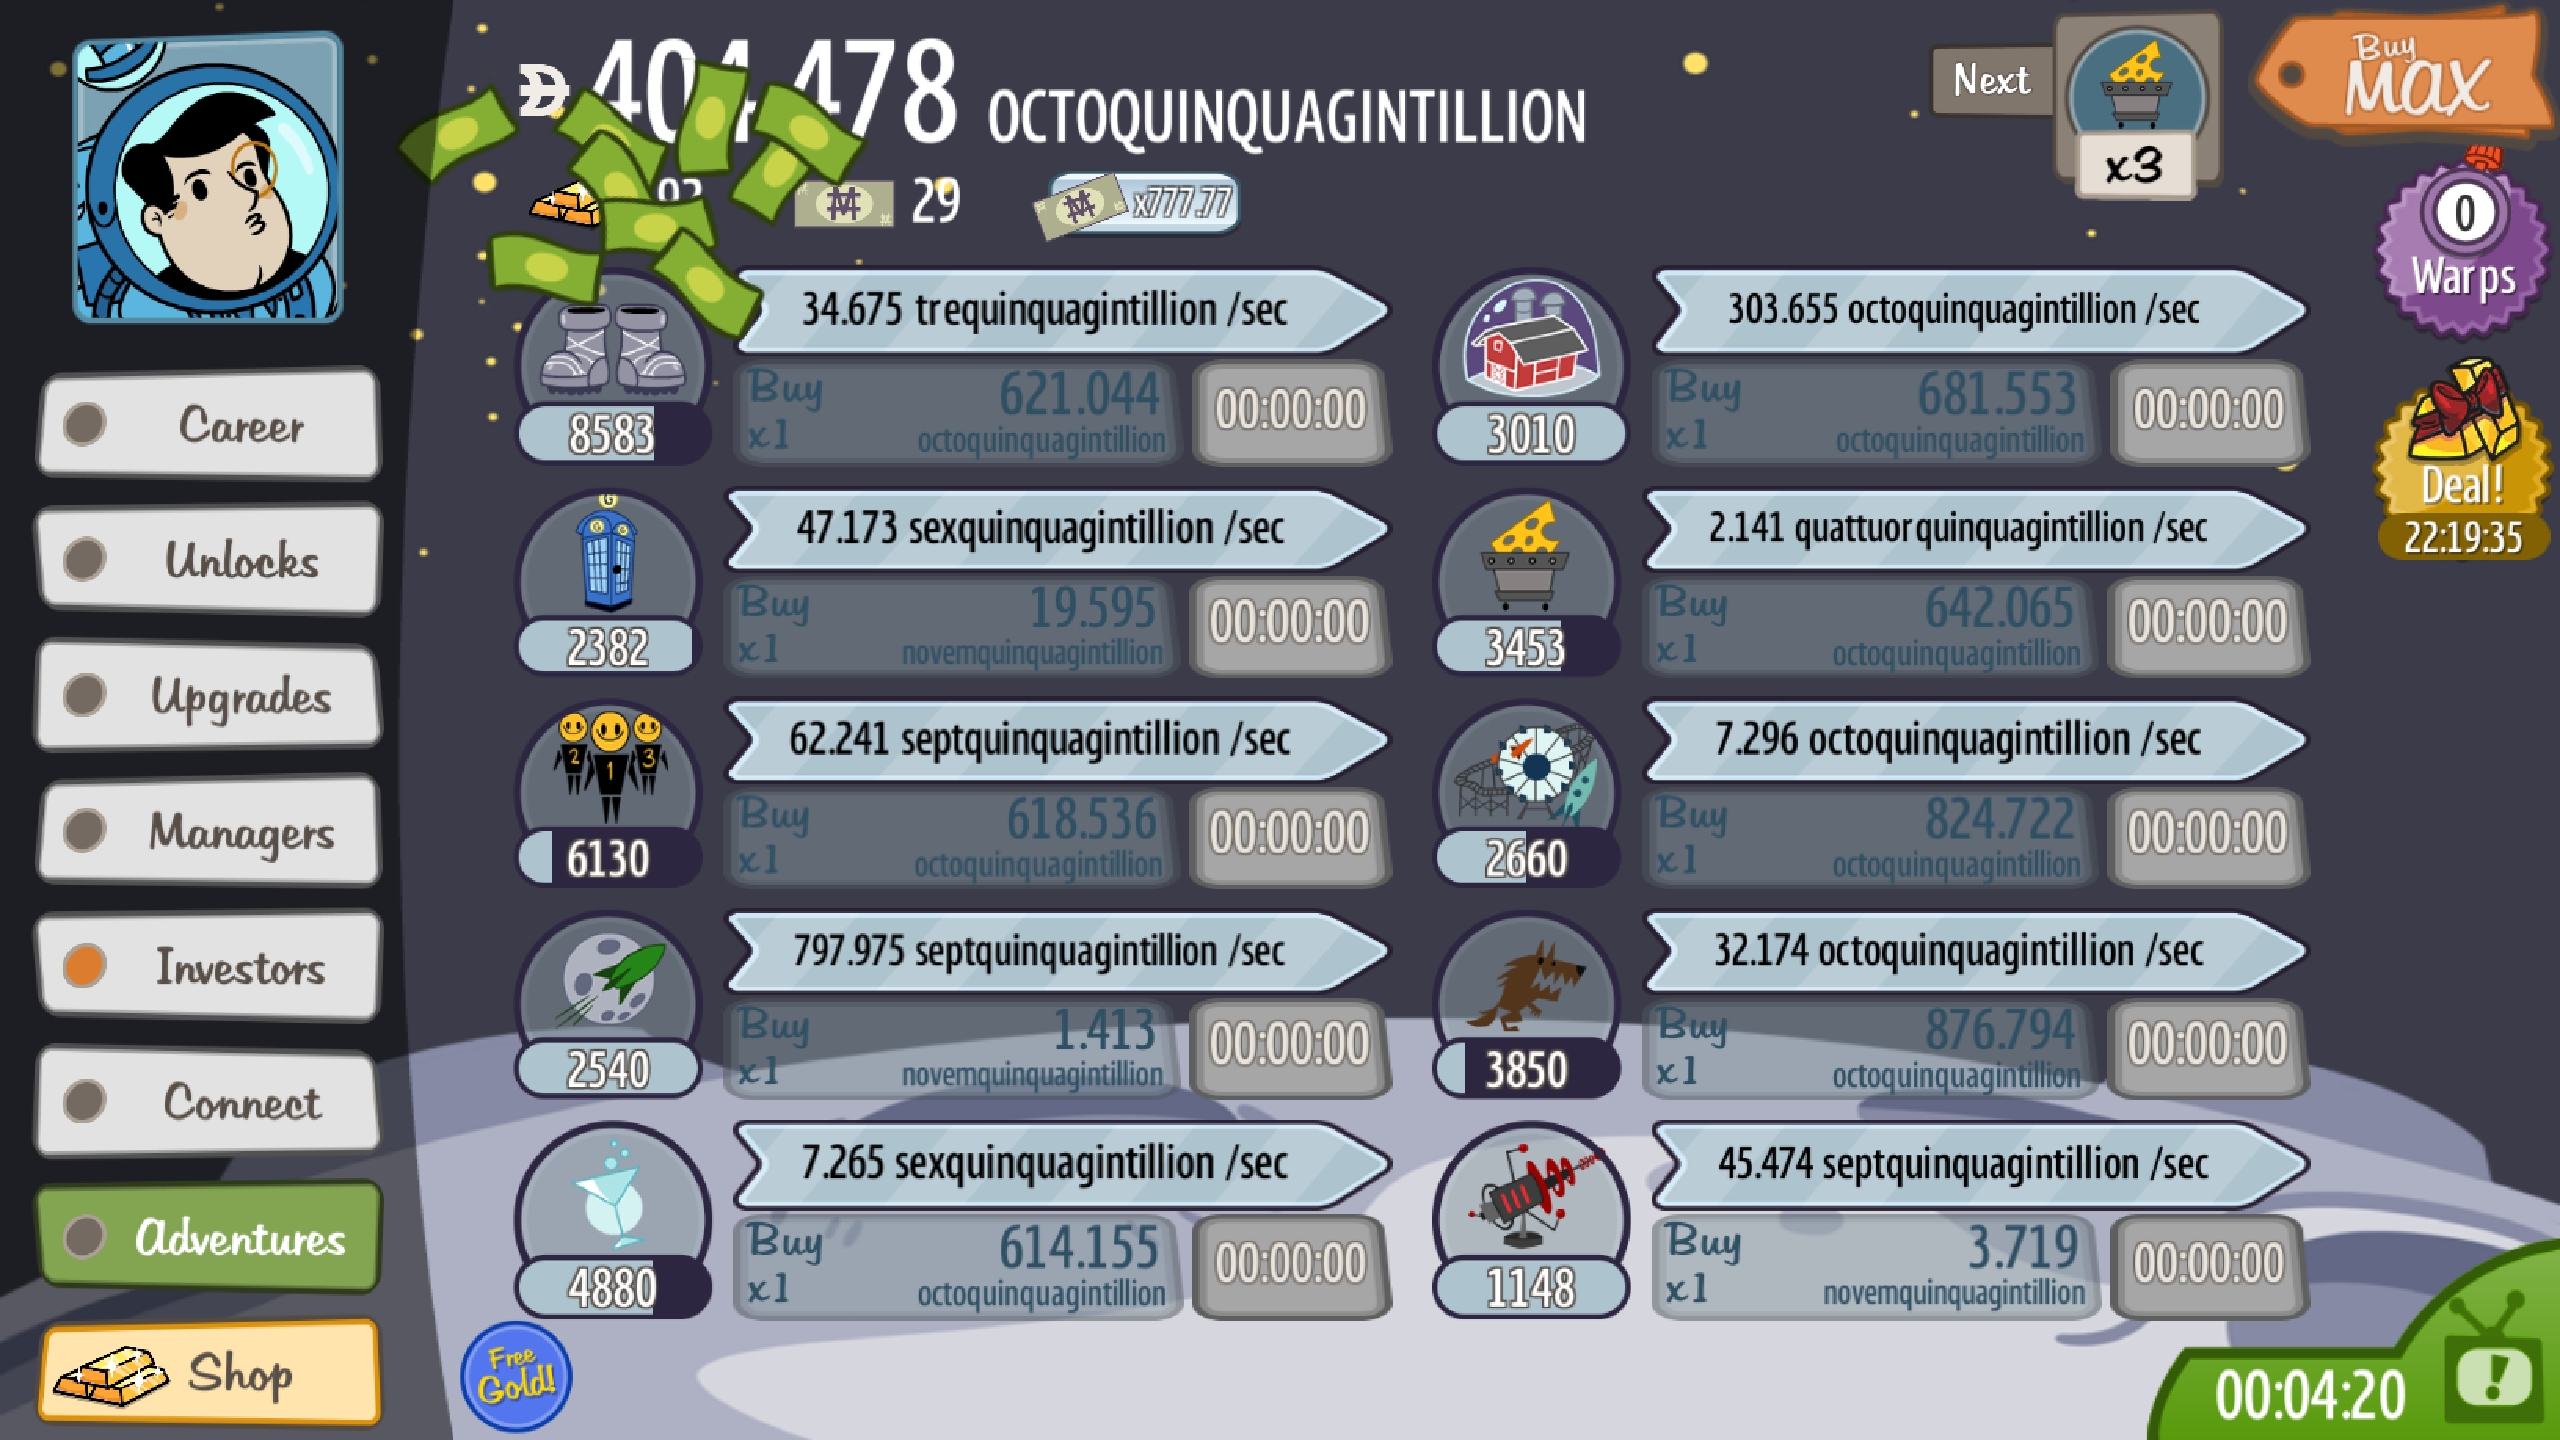 478 OCTOQUINQUAGINTILLION
Next
x3
Buy
MAX
29
x777.77
0
Warps
Deal!
22:19:35
Career
Unlocks
Upgrades
Managers
Investors
Connect
Adventures
Shop
34.675 trequinquagintillion /sec
Buy 621.044
x1 octoquinquagintillion
00:00:00
8583
303.655 octoquinquagintillion /sec
Buy 681.553
x1 octoquinquagintillion
00:00:00
3010
47.173 sexquinquagintillion /sec
Buy 19.595
x1 novemquinquagintillion
00:00:00
2382
2.141 quattuorquinquagintillion /sec
Buy 642.065
x1 octoquinquagintillion
00:00:00
3453
2 1 3
62.241 septquinquagintillion /sec
Buy 618.536
x1 octoquinquagintillion
00:00:00
6130
7.296 octoquinquagintillion /sec
Buy 824.722
x1 octoquinquagintillion
00:00:00
2660
797.975 septquinquagintillion /sec
Buy 1.413
x1 novemquinquagintillion
00:00:00
2540
32.174 octoquinquagintillion /sec
Buy 876.794
x1 octoquinquagintillion
00:00:00
3850
7.265 sexquinquagintillion /sec
Buy 614.155
x1 octoquinquagintillion
00:00:00
4880
45.474 septquinquagintillion /sec
Buy 3.719
x1 novemquinquagintillion
00:00:00
1148
Free
Gold!
00:04:20